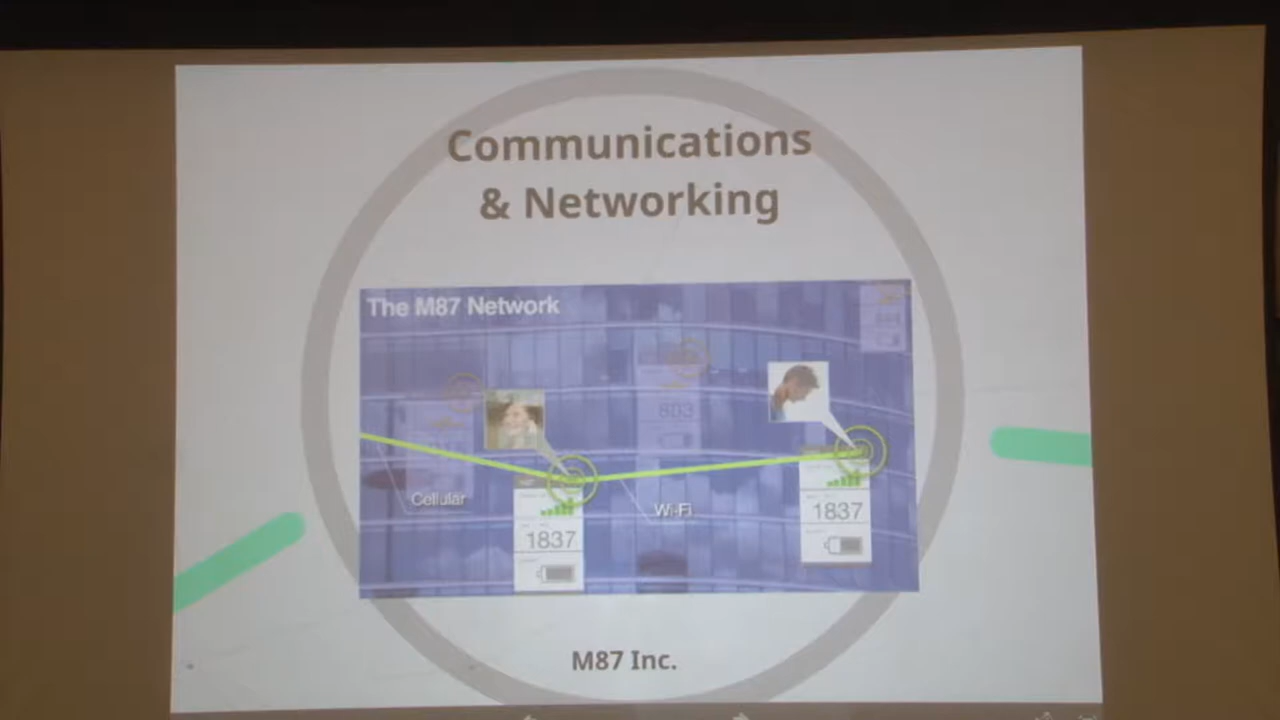 Communications
& Networking
The M87 Network
803
Cellular
Wi-Fi
1837
1837
M87 Inc.